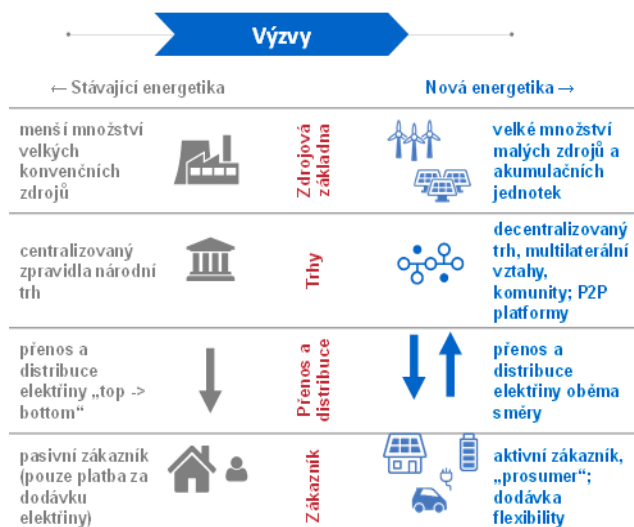 Výzvy
← Stávající energetika
Nová energetika →
menší množství
velkých
konvenčních
zdrojů
Zdrojová
základna
velké množství
malých zdrojů a
akumulačních
jednotek
centralizovaný
zpravidla národní
trh
Trhy
decentralizovaný
trh, multilaterální
vztahy,
komunity; P2P
platformy
přenos a
distribuce
elektřiny „top ->
bottom“
Přenos a
distribuce
přenos a
distribuce
elektřiny oběma
směry
pasivní zákazník
(pouze platba za
dodávku
elektřiny)
Zákazník
aktivní zákazník,
„prosumer“;
dodávka
flexibility